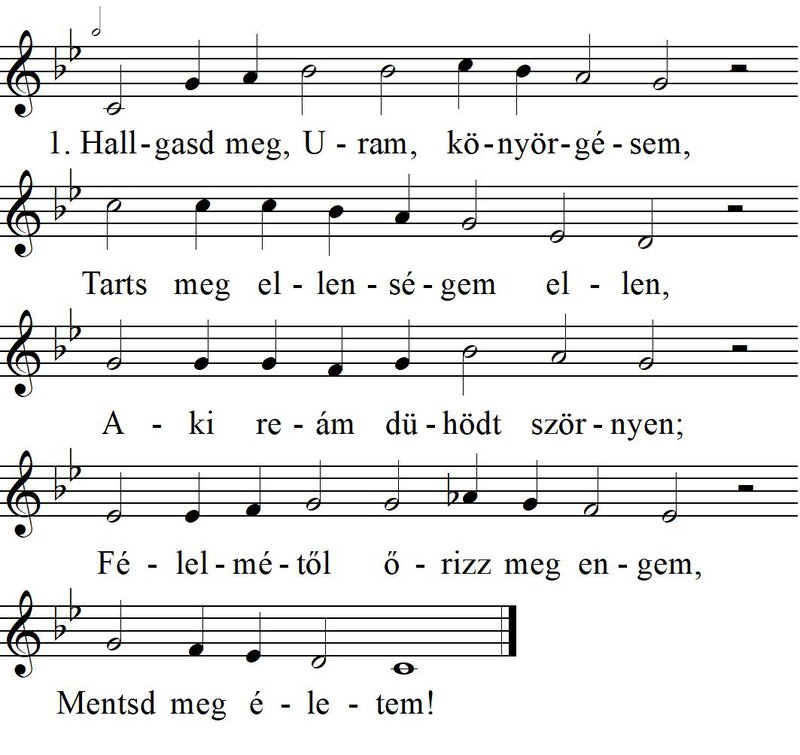 1. Hall-gasd meg, U - ram, kö-nyör-gé-sem,
Tarts meg el - len-sé-gem el - len,
A - ki re-ám dü-hödt ször-nyen;
Fé - lel-mé-től ő - rizz meg en-gem,
Mentsd meg é - le - tem!